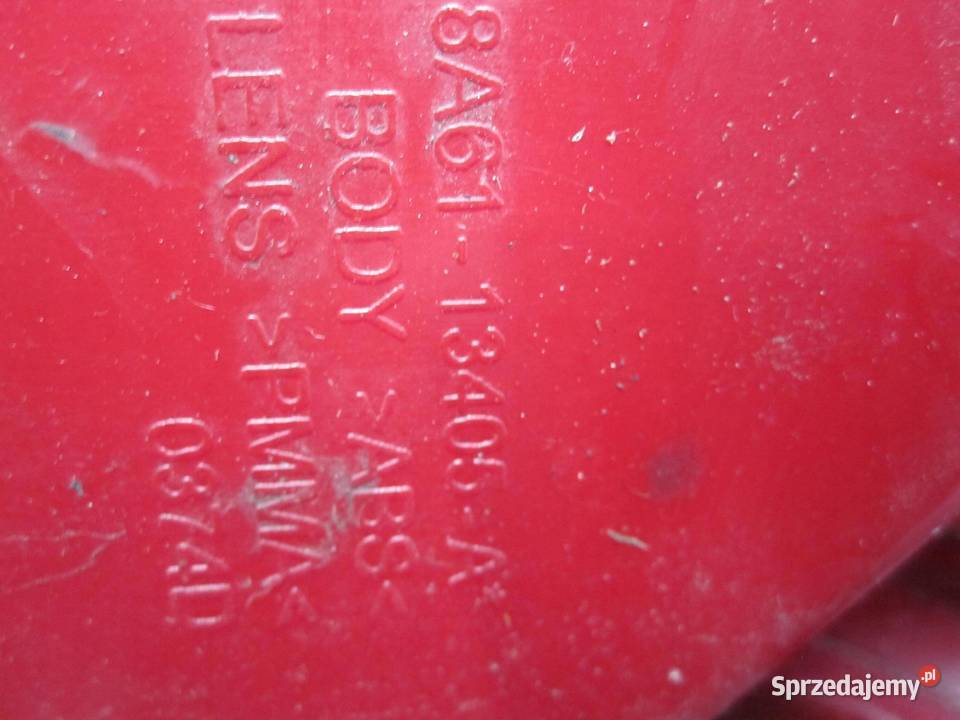 8A61-13405-A
BODY >ABS<
LENS >PMMA<
0374D
Sprzedajemy.pl